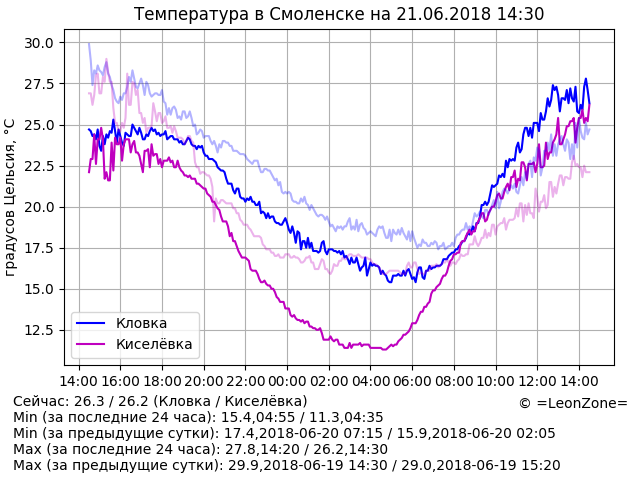 Температура в Смоленске на 21.06.2018 14:30
градусов Цельсия, °C
30.0
27.5
25.0
22.5
20.0
17.5
15.0
12.5
Кловка
Киселёвка
14:00 16:00 18:00 20:00 22:00 00:00 02:00 04:00 06:00 08:00 10:00 12:00 14:00
Сейчас: 26.3 / 26.2 (Кловка / Киселёвка)
© =LeonZone=
Min (за последние 24 часа): 15.4,04:55 / 11.3,04:35
Min (за предыдущие сутки): 17.4,2018-06-20 07:15 / 15.9,2018-06-20 02:05
Max (за последние 24 часа): 27.8,14:20 / 26.2,14:30
Max (за предыдущие сутки): 29.9,2018-06-19 14:30 / 29.0,2018-06-19 15:20